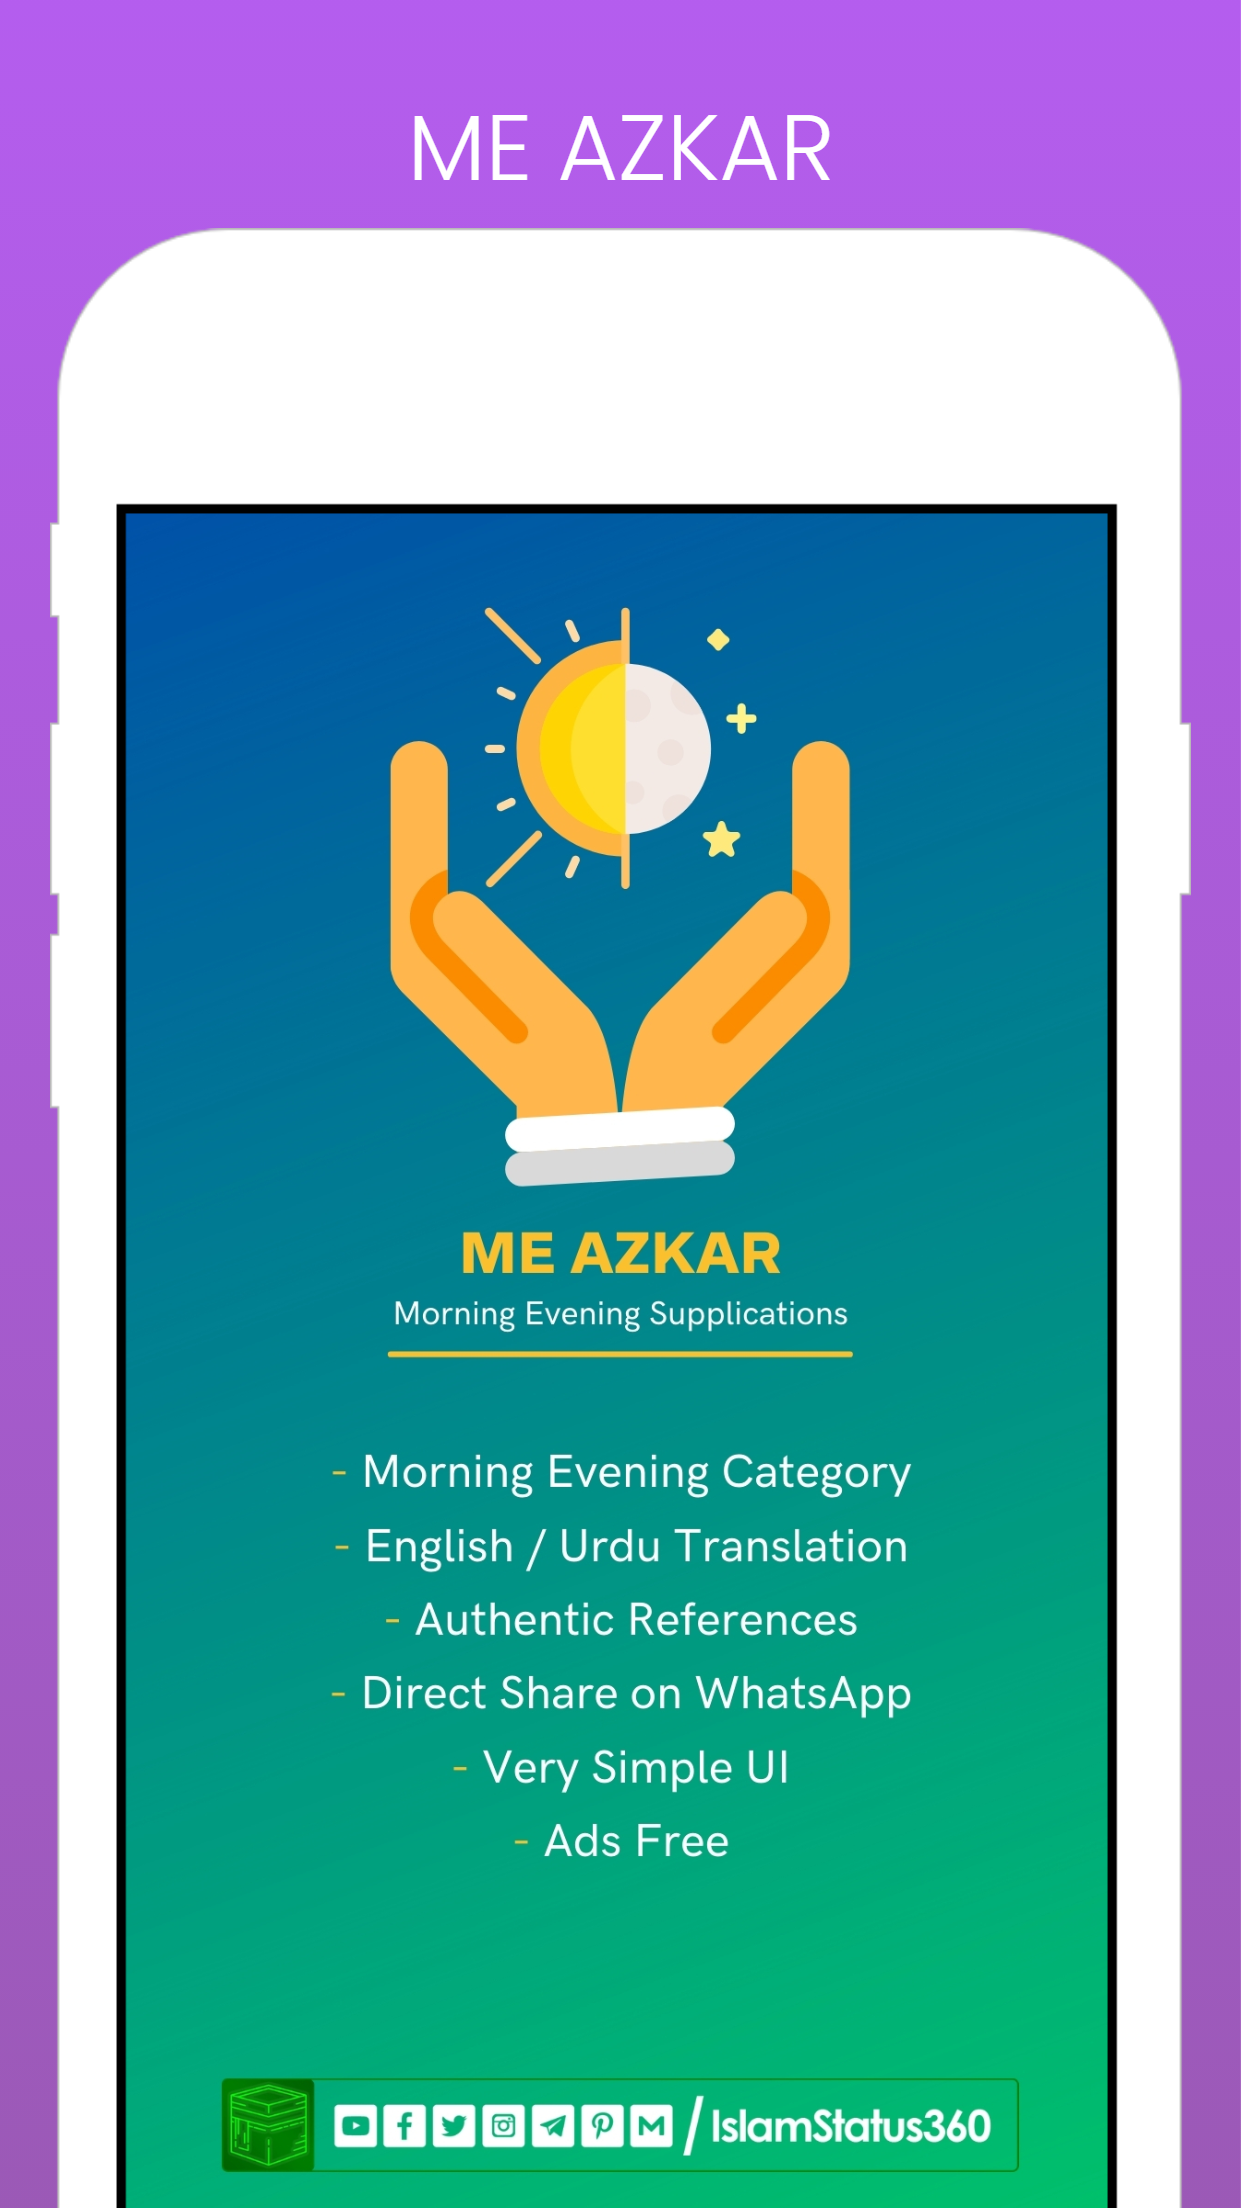 ME AZKAR
ME AZKAR
Morning Evening Supplications
- Morning Evening Category
- English / Urdu Translation
- Authentic References
- Direct Share on WhatsApp
- Very Simple UI
- Ads Free
/IslamStatus360